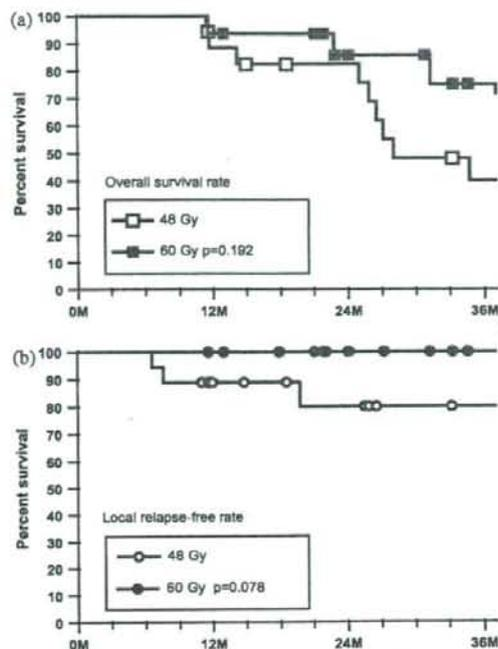 (a)
Percent survival
100
90
80
70
60
50
40
30
20
10
0
Overall survival rate
48 Gy
60 Gy p=0.192
0M 12M 24M 36M
(b)
Percent survival
100
90
80
70
60
50
40
30
20
10
0
Local relapse-free rate
48 Gy
60 Gy p=0.078
0M 12M 24M 36M